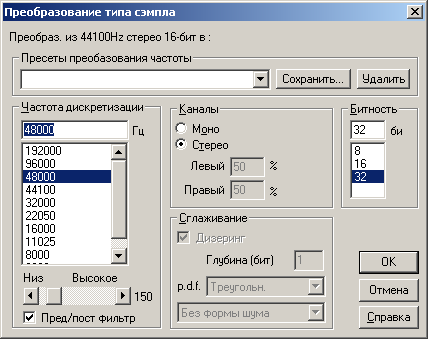 Преобразование типа сэмпла
Преобраз. из 44100Hz стерео 16-бит в :
Пресеты преобазования частоты
Сохранить... Удалить
Частота дискретизации
48000 Гц
192000
96000
48000
44100
32000
22050
16000
11025
8000
Низ Высокое
150
Пред/пост фильтр
Каналы
Моно
Стерео
Левый 50 %
Правый 50 %
Сглаживание
Дизеринг
Глубина (бит) 1
p.d.f. Треугольн.
Без формы шума
Битность
32 би
8
16
32
OK
Отмена
Справка